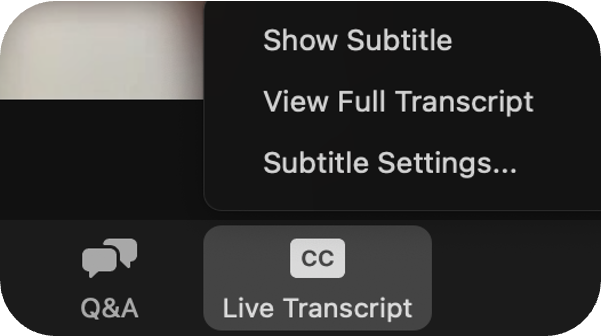 Show Subtitle
View Full Transcript
Subtitle Settings...
CC
Q&A
Live Transcript